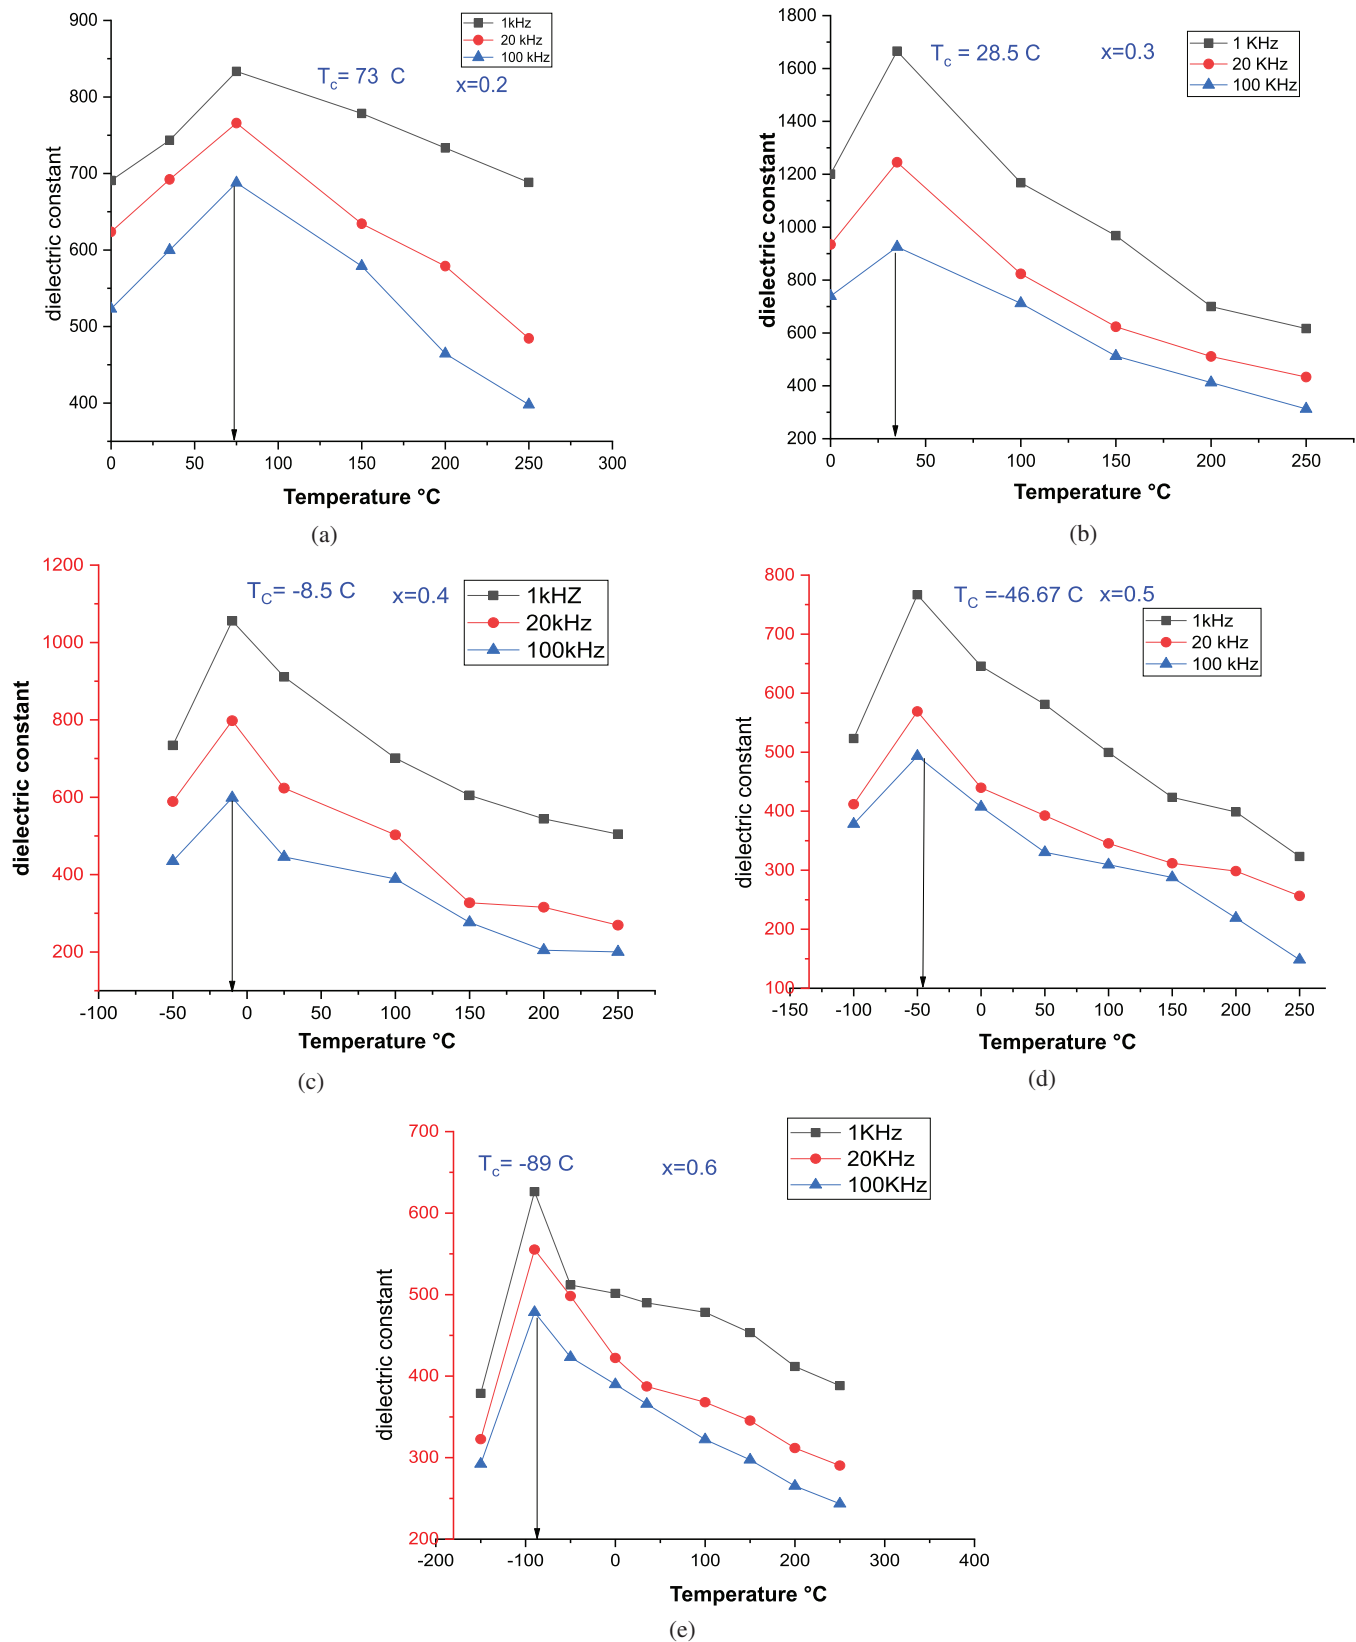 900
800
700
600
500
400
dielectric constant
1kHz
20 kHz
100 kHz
Tc= 73 C
x=0.2
0 50 100 150 200 250 300
Temperature °C
(a)
1800
1600
1400
1200
1000
800
600
400
200
dielectric constant
Tc = 28.5 C
x=0.3
1 KHz
20 KHz
100 KHz
0 50 100 150 200 250
Temperature °C
(b)
1200
1000
800
600
400
200
dielectric constant
TC= -8.5 C
x=0.4
1kHZ
20kHz
100kHz
-100 -50 0 50 100 150 200 250
Temperature °C
(c)
800
700
600
500
400
300
200
100
dielectric constant
TC =-46.67 C
x=0.5
1kHz
20 kHz
100 kHz
-150 -100 -50 0 50 100 150 200 250
Temperature °C
(d)
700
600
500
400
300
200
dielectric constant
Tc= -89 C
x=0.6
1KHz
20KHz
100KHz
-200 -100 0 100 200 300 400
Temperature °C
(e)